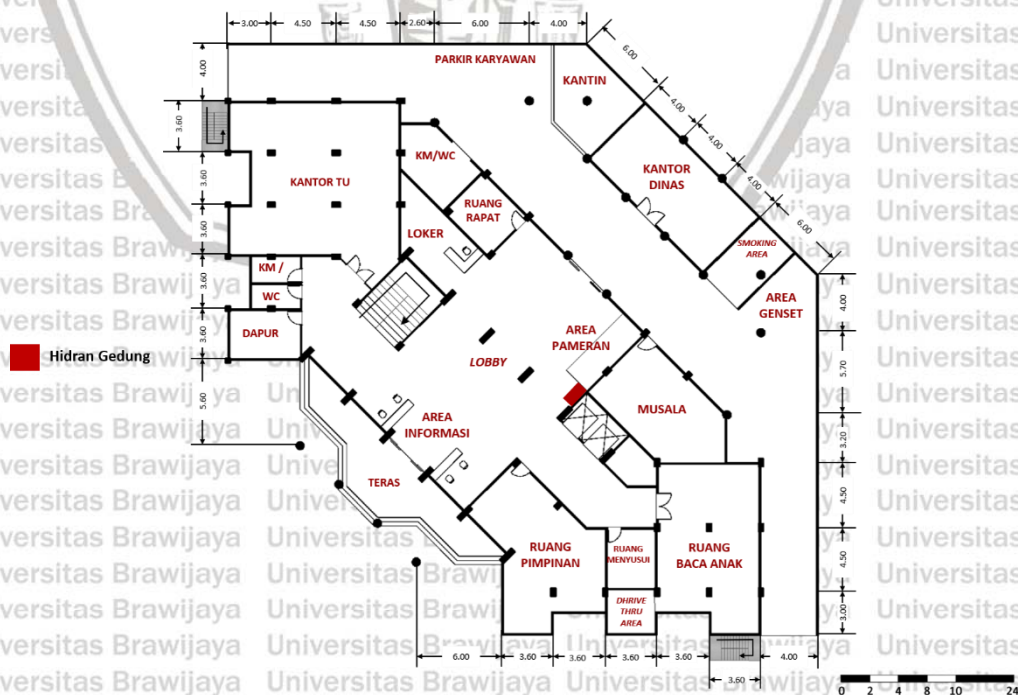 3.00
4.50
4.50
2.60
6.00
4.00
6.00
4.00
4.00
4.00
6.00
4.00
3.60
3.60
3.60
3.60
3.60
5.60
PARKIR KARYAWAN
KANTIN
KM/WC
KANTOR
DINAS
KANTOR TU
RUANG
RAPAT
LOKER
SMOKING
AREA
KM /
WC
AREA
GENSET
DAPUR
AREA
PAMERAN
LOBBY
Hidran Gedung
MUSALA
AREA
INFORMASI
TERAS
RUANG
PIMPINAN
RUANG
MENYUSUI
RUANG
BACA ANAK
DHRIVE
THRU
AREA
4.00
5.70
3.20
4.50
4.50
3.00
6.00
3.60
3.60
3.60
3.60
4.00
3.60
0 2 4 8 10
Universitas Brawijaya